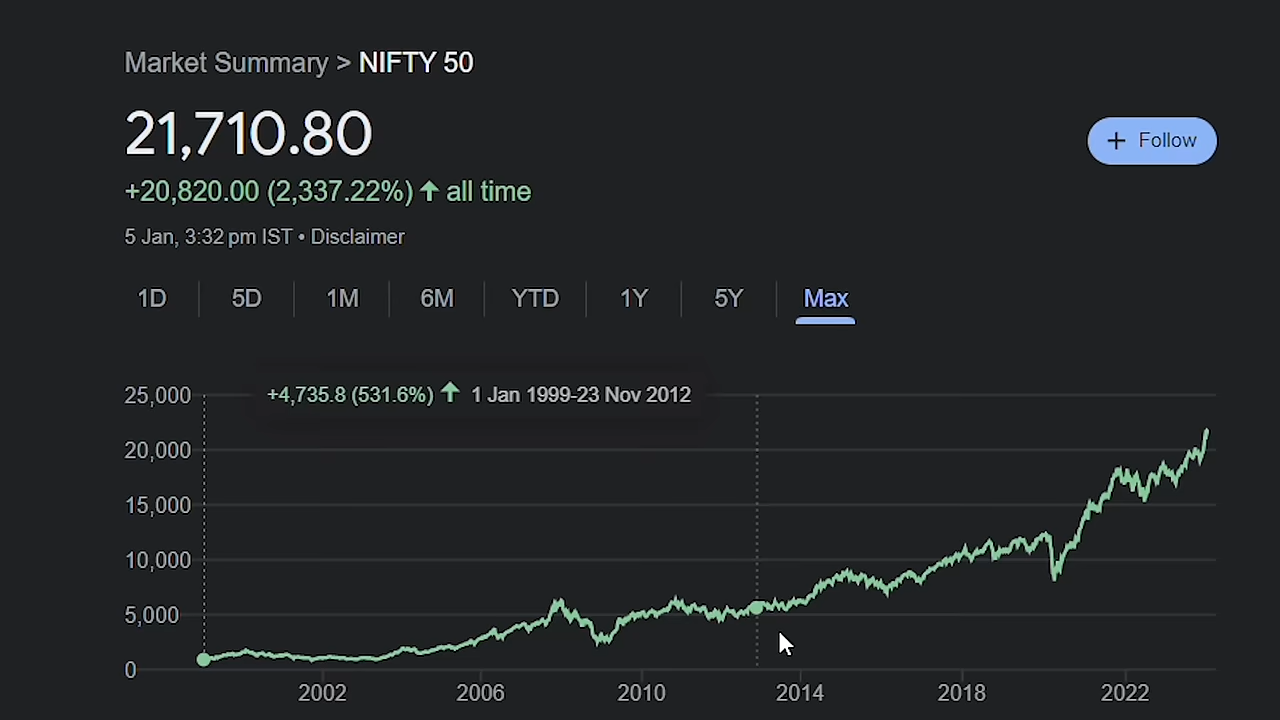 Market Summary > NIFTY 50
21,710.80
+ Follow
+20,820.00 (2,337.22%) ↑ all time
5 Jan, 3:32 pm IST • Disclaimer
1D 5D 1M 6M YTD 1Y 5Y Max
+4,735.8 (531.6%) ↑ 1 Jan 1999-23 Nov 2012
25,000
20,000
15,000
10,000
5,000
0
2002 2006 2010 2014 2018 2022